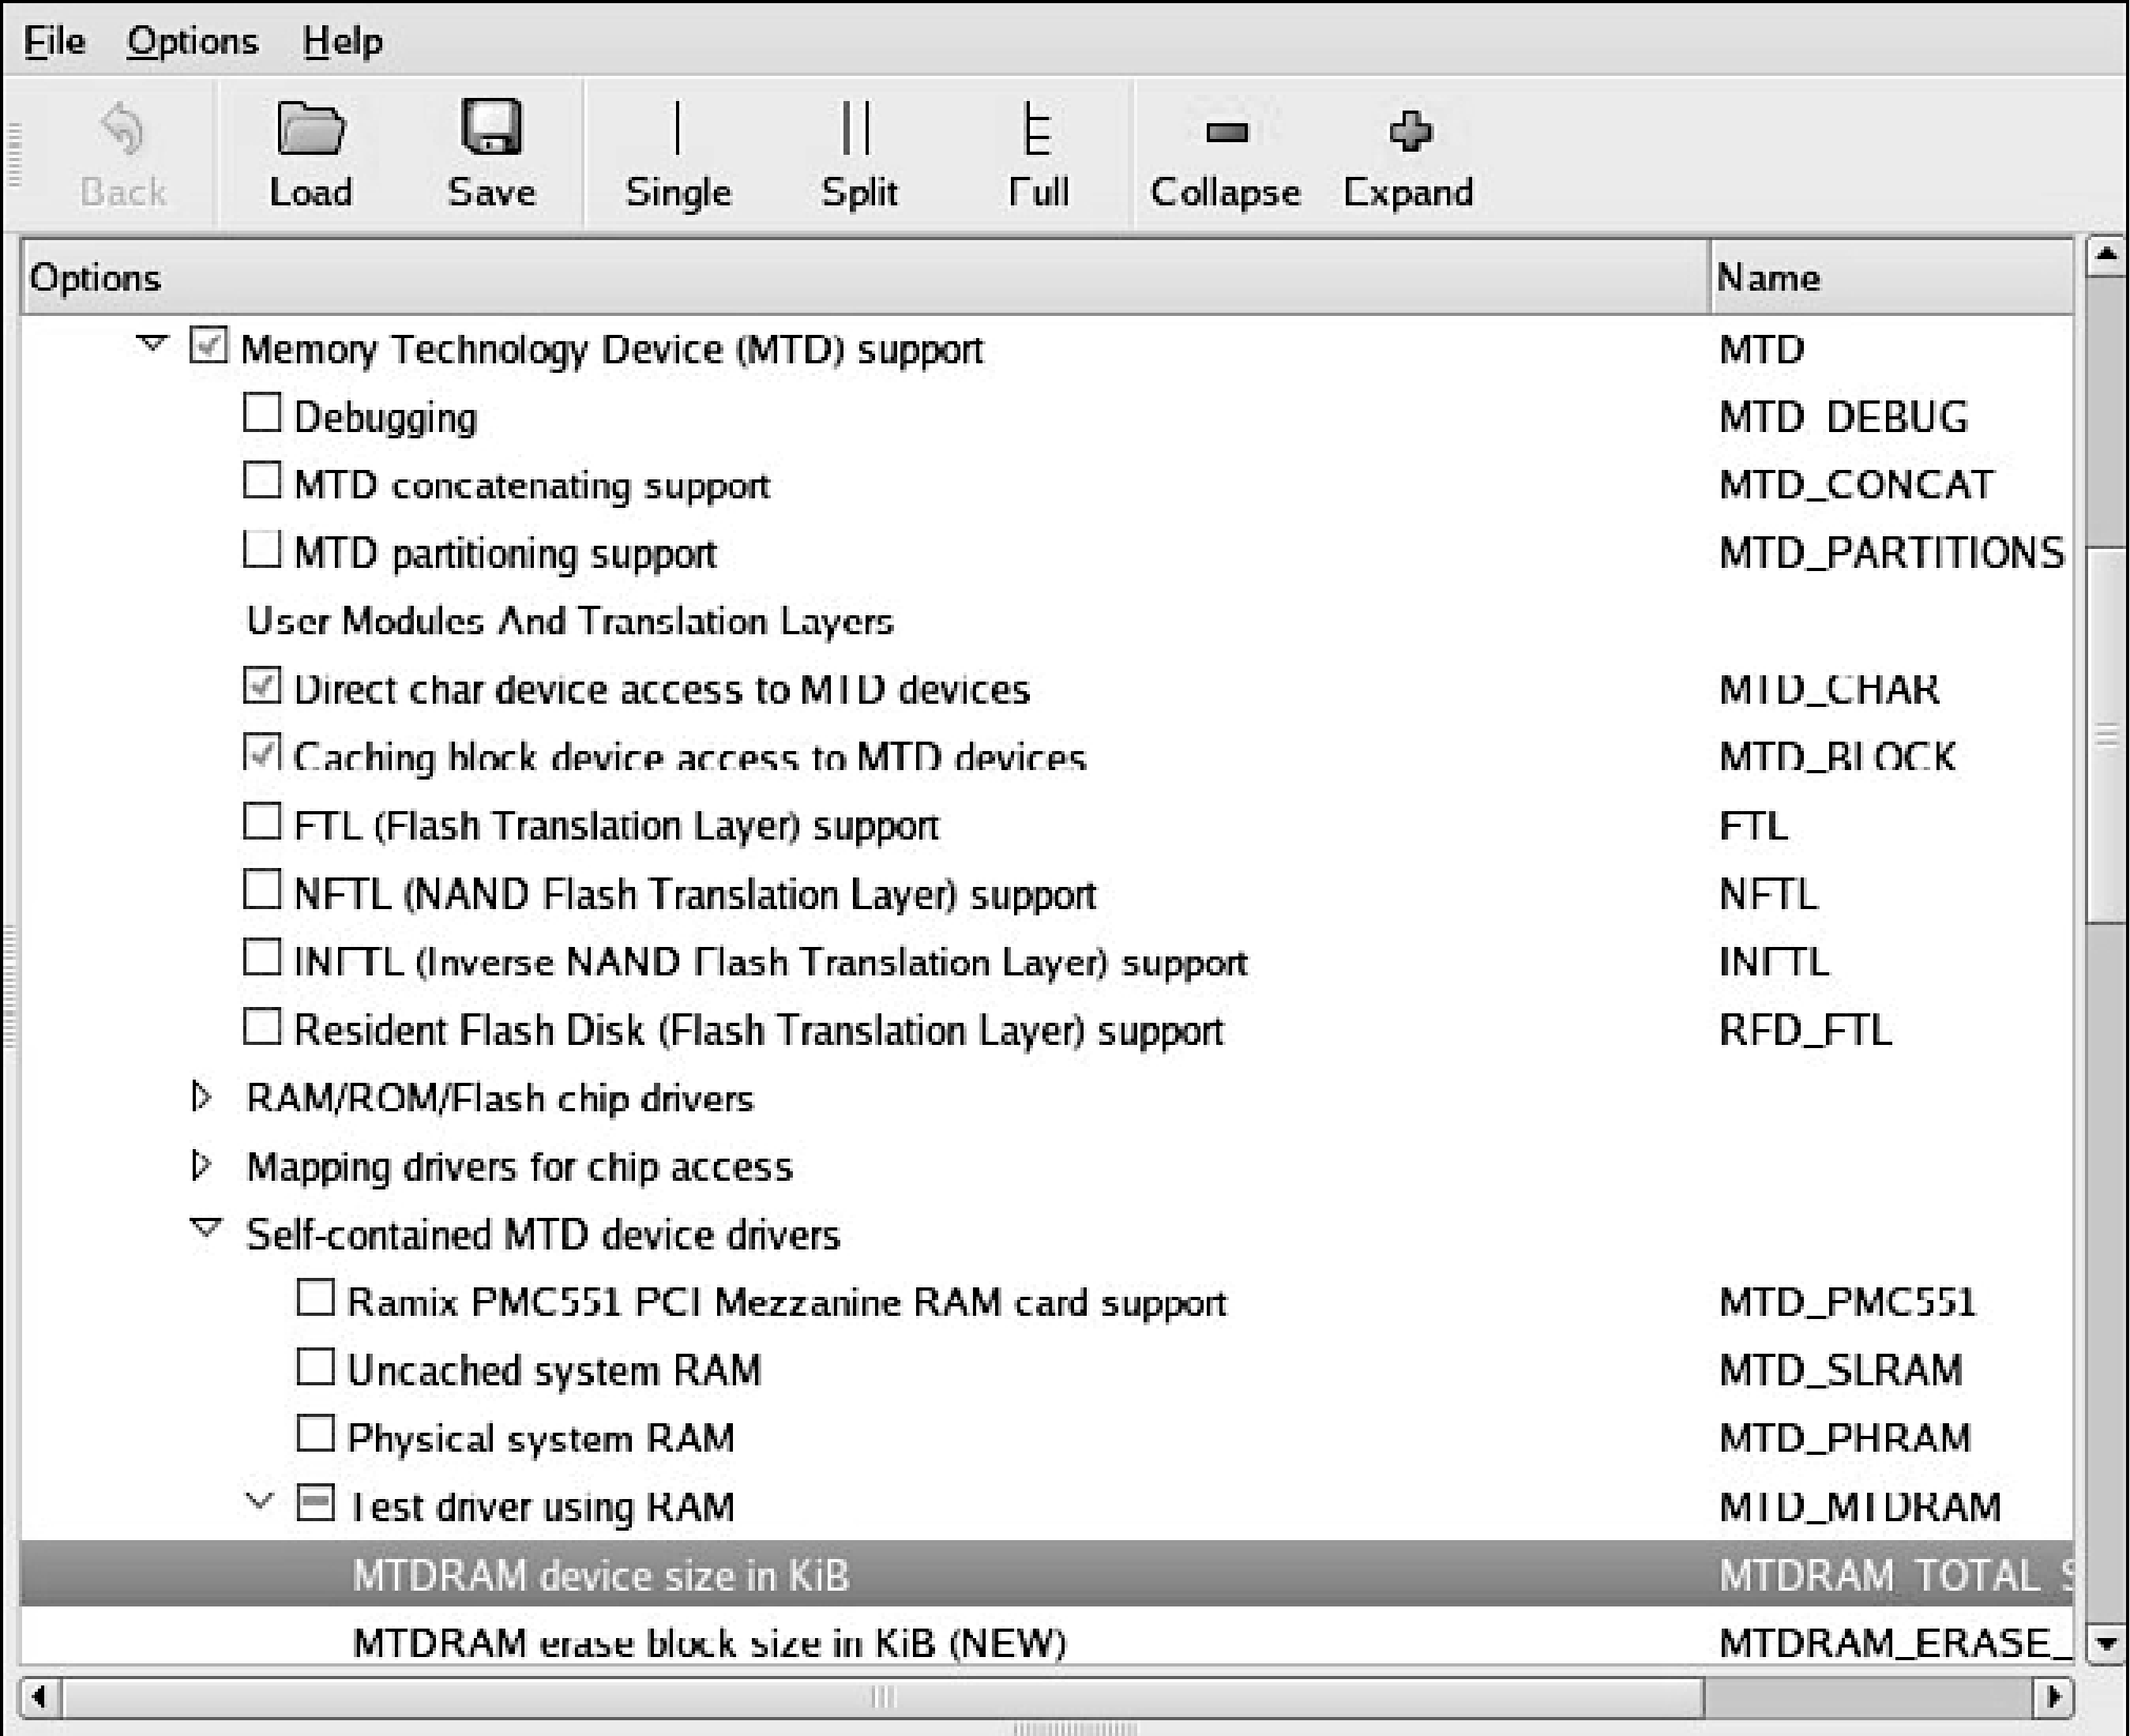 File Options Help
Back Load Save Single Split Full Collapse Expand
Options Name
Memory Technology Device (MTD) support MTD
Debugging MTD DEBUG
MTD concatenating support MTD_CONCAT
MTD partitioning support MTD_PARTITIONS
User Modules And Translation Layers
Direct char device access to MTD devices MTD_CHAR
Caching block device access to MTD devices MTD_BLOCK
FTL (Flash Translation Layer) support FTL
NFTL (NAND Flash Translation Layer) support NFTL
INFTL (Inverse NAND Flash Translation Layer) support INFTL
Resident Flash Disk (Flash Translation Layer) support RFD_FTL
RAM/ROM/Flash chip drivers
Mapping drivers for chip access
Self-contained MTD device drivers
Ramix PMC551 PCI Mezzanine RAM card support MTD_PMC551
Uncached system RAM MTD_SLRAM
Physical system RAM MTD_PHRAM
Test driver using RAM MTD_MTDRAM
MTDRAM device size in KiB MTDRAM TOTAL S
MTDRAM erase block size in KiB (NEW) MTDRAM_ERASE_